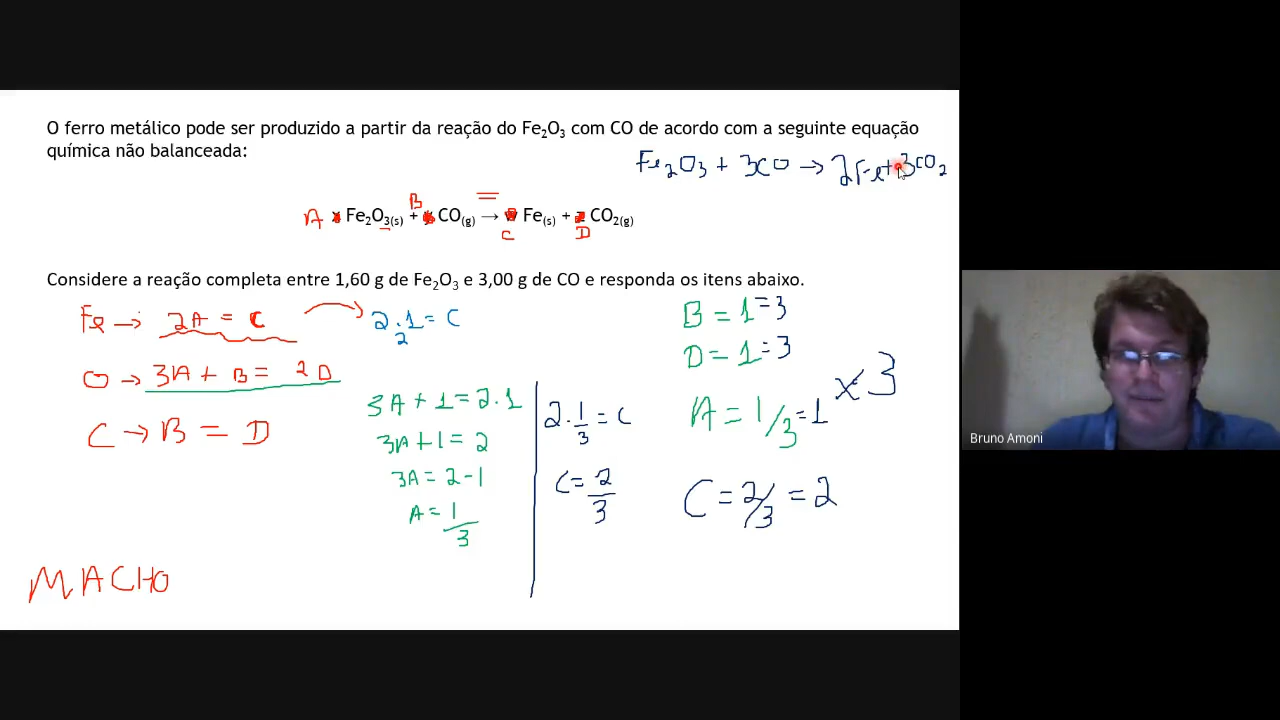 O ferro metálico pode ser produzido a partir da reação do Fe₂O₃ com CO de acordo com a seguinte equação
química não balanceada:
Fe₂O₃ + 3CO → 2Fe + 3CO₂
A Fe₂O₃(s) + B CO(g) → C Fe(s) + D CO₂(g)
Considere a reação completa entre 1,60 g de Fe₂O₃ e 3,00 g de CO e responda os itens abaixo.
Fe → 2A = C
O → 3A + B = 2D
C → B = D
2.1 = C
2
3A + 1 = 2.1
3A + 1 = 2
3A = 2 - 1
A = 1/3
2 . 1/3 = C
C = 2/3
B = 1 = 3
D = 1 = 3
A = 1/3 = 1
x 3
C = 2/3 = 2
MACHO
Bruno Amoni